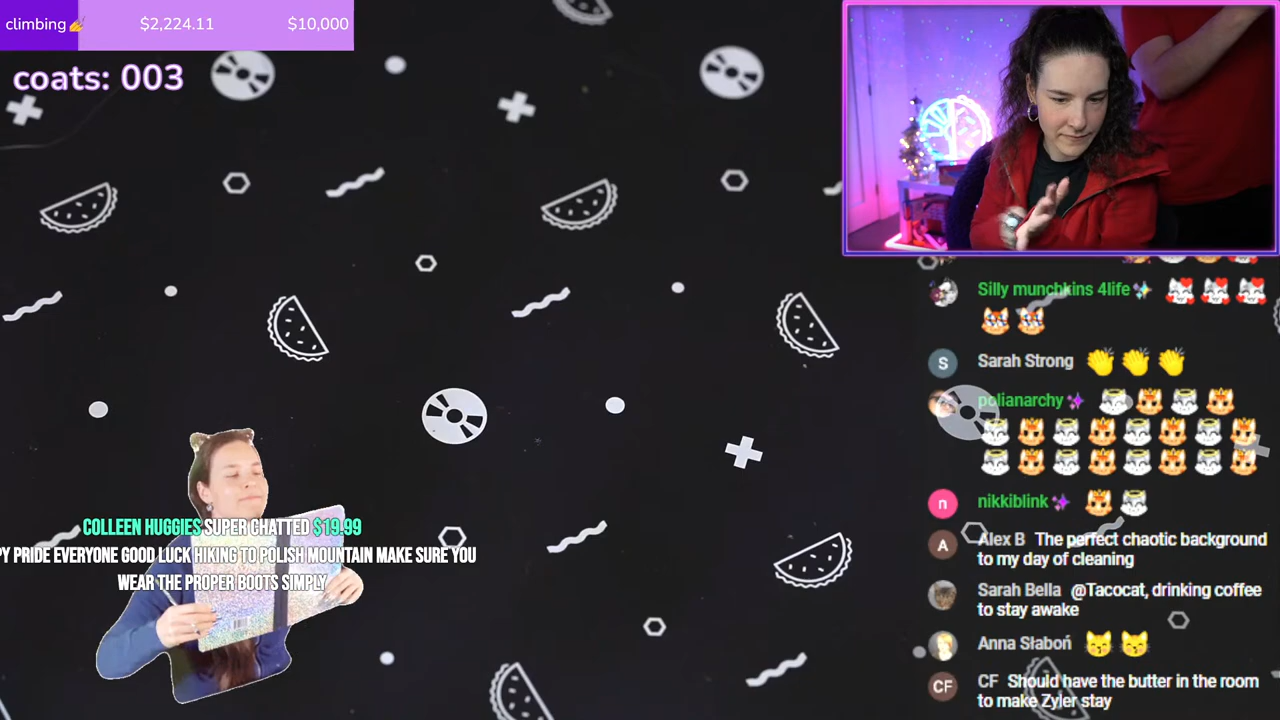 climbing $2,224.11 $10,000
coats: 003
Silly munchkins 4life
Sarah Strong
polianarchy
nikkiblink
Alex B The perfect chaotic background
to my day of cleaning
Sarah Bella @Tacocat, drinking coffee
to stay awake
Anna Słaboń
CF Should have the butter in the room
to make Zyler stay
COLLEEN HUGGIES SUPER CHATTED $19.99
PY PRIDE EVERYONE GOOD LUCK HIKING TO POLISH MOUNTAIN MAKE SURE YOU
WEAR THE PROPER BOOTS SIMPLY
S
n
A
CF